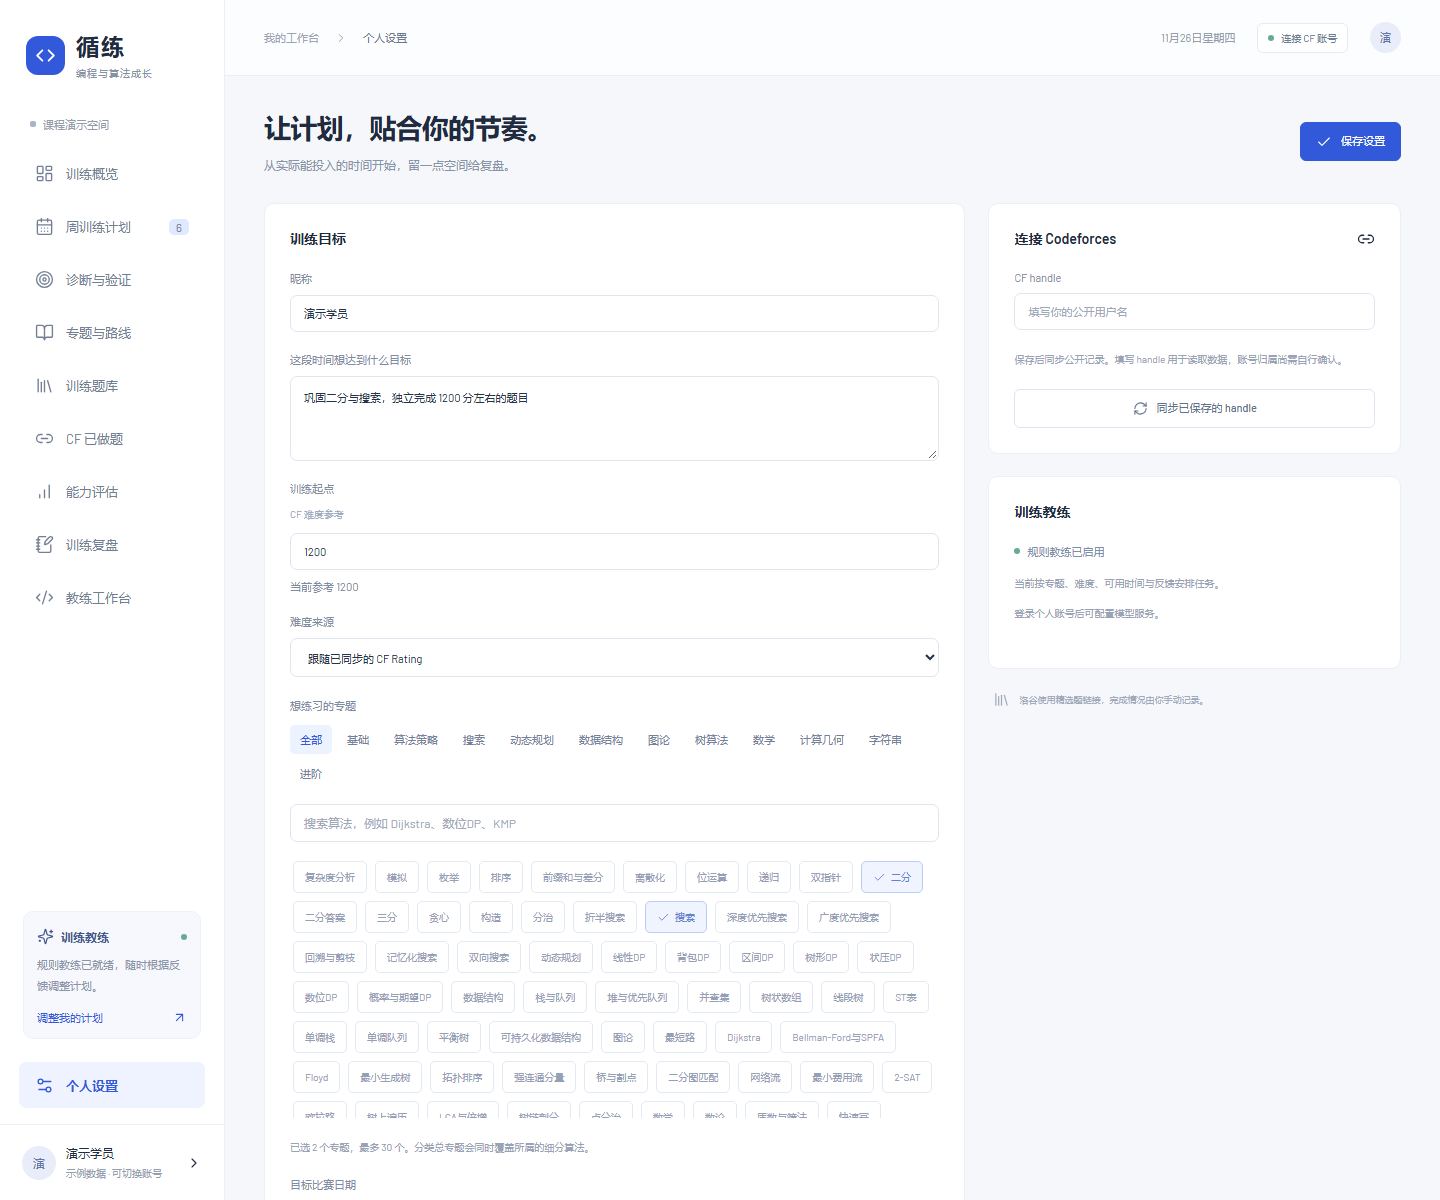 循练
编程与算法成长
课程演示空间
训练概览
周训练计划
6
诊断与验证
专题与路线
训练题库
CF 已做题
能力评估
训练复盘
教练工作台
训练教练
规则教练已就绪，随时根据反
馈调整计划。
调整我的计划
个人设置
演
演示学员
示例数据 · 可切换账号
我的工作台
个人设置
11月26日星期四
连接 CF 账号
演
让计划，贴合你的节奏。
从实际能投入的时间开始，留一点空间给复盘。
保存设置
训练目标
昵称
演示学员
这段时间想达到什么目标
巩固二分与搜索，独立完成 1200 分左右的题目
训练起点
CF 难度参考
1200
当前参考 1200
难度来源
跟随已同步的 CF Rating
想练习的专题
全部 基础 算法策略 搜索 动态规划 数据结构 图论 树算法 数学 计算几何 字符串
进阶
搜索算法，例如 Dijkstra、数位DP、KMP
复杂度分析 模拟 枚举 排序 前缀和与差分 离散化 位运算 递归 双指针 二分
二分答案 三分 贪心 构造 分治 折半搜索 搜索 深度优先搜索 广度优先搜索
回溯与剪枝 记忆化搜索 双向搜索 动态规划 线性DP 背包DP 区间DP 树形DP 状压DP
数位DP 概率与期望DP 数据结构 栈与队列 堆与优先队列 并查集 树状数组 线段树 ST表
单调栈 单调队列 平衡树 可持久化数据结构 图论 最短路 Dijkstra Bellman-Ford与SPFA
Floyd 最小生成树 拓扑排序 强连通分量 桥与割点 二分图匹配 网络流 最小费用流 2-SAT
欧拉路 树上遍历 LCA与倍增 树链剖分 点分治 数学 数论 质数与筛法 快速幂
已选 2 个专题，最多 30 个。分类总专题会同时覆盖所属的细分算法。
目标比赛日期
连接 Codeforces
CF handle
填写你的公开用户名
保存后同步公开记录。填写 handle 用于读取数据，账号归属尚需自行确认。
同步已保存的 handle
训练教练
规则教练已启用
当前按专题、难度、可用时间与反馈安排任务。
登录个人账号后可配置模型服务。
洛谷使用精选题链接，完成情况由你手动记录。